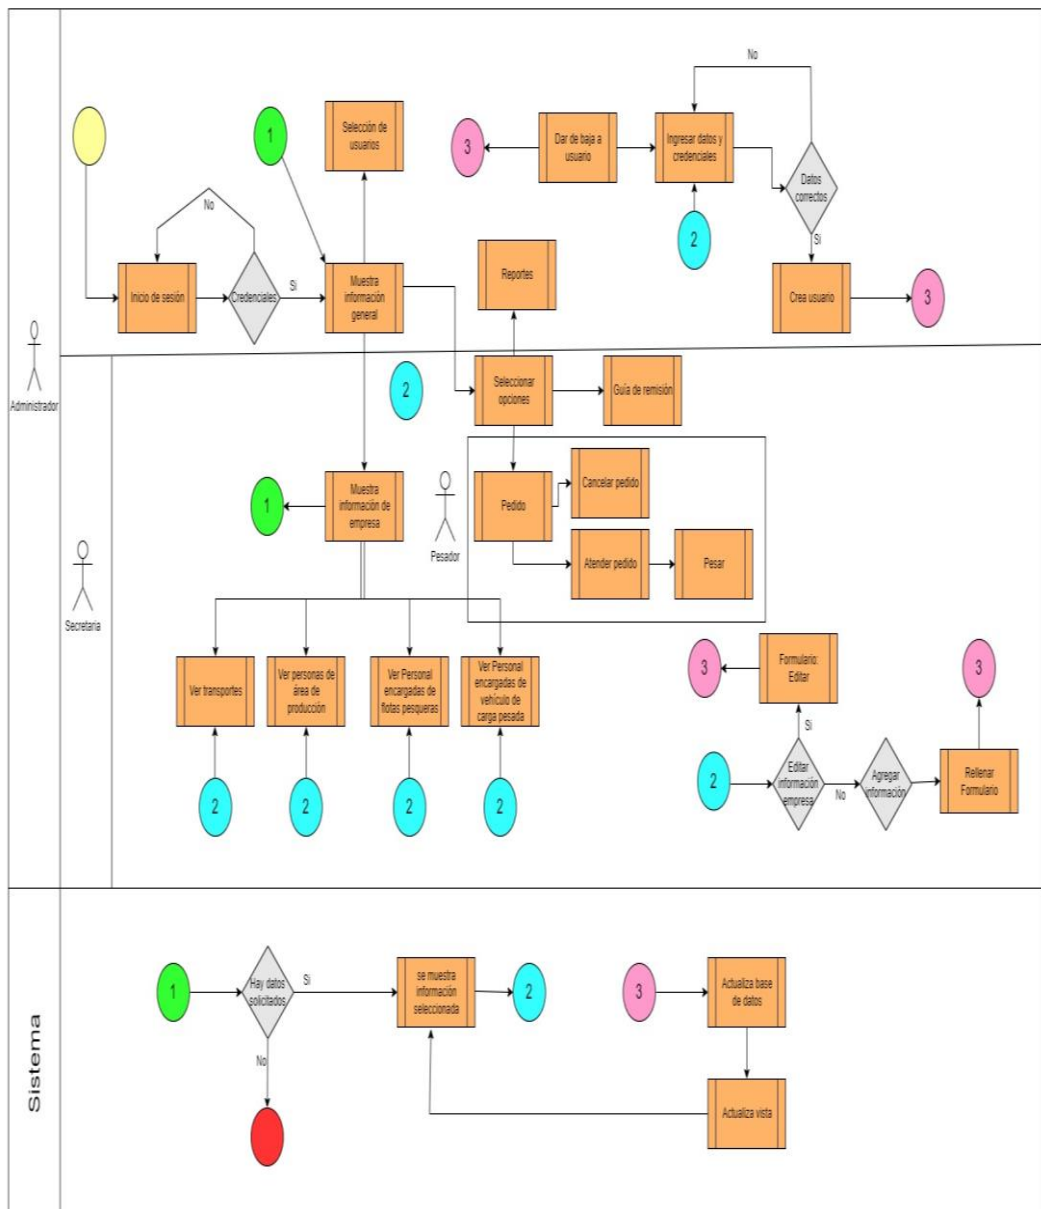 No
Selección de
usuarios
1
3
Dar de baja a
usuario
Ingresar datos y
credenciales
Datos
correctos
No
2
Si
Reportes
Inicio de sesión
Credenciales
Si
Muestra
información
general
Crea usuario
3
Administrador
2
Seleccionar
opciones
Guía de remisión
Muestra
información de
empresa
1
Pesador
Pedido
Cancelar pedido
Atender pedido
Pesar
Secretaria
Ver transportes
Ver personas de
área de
producción
Ver Personal
encargadas de
flotas pesqueras
Ver Personal
encargadas de
vehículo de
carga pesada
3
Formulario:
Editar
3
Si
2
2
2
2
2
Editar
información
empresa
No
Agregar
información
Rellenar
Formulario
Sistema
1
Hay datos
solicitados
Si
se muestra
información
seleccionada
2
3
Actualiza base
de datos
No
Actualiza vista